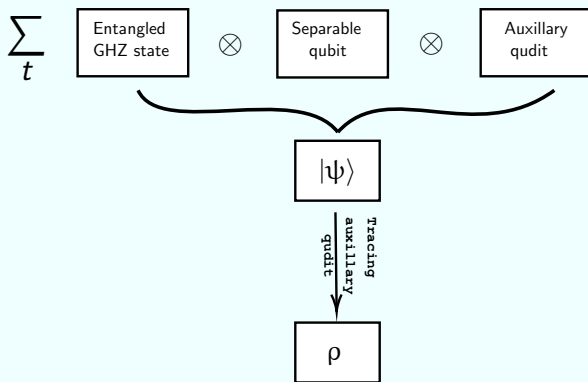 ∑ Entangled ⊗ Separable ⊗ Auxillary
t GHZ state qubit qudit
|ψ⟩
Tracing
auxillary
qudit
ρ